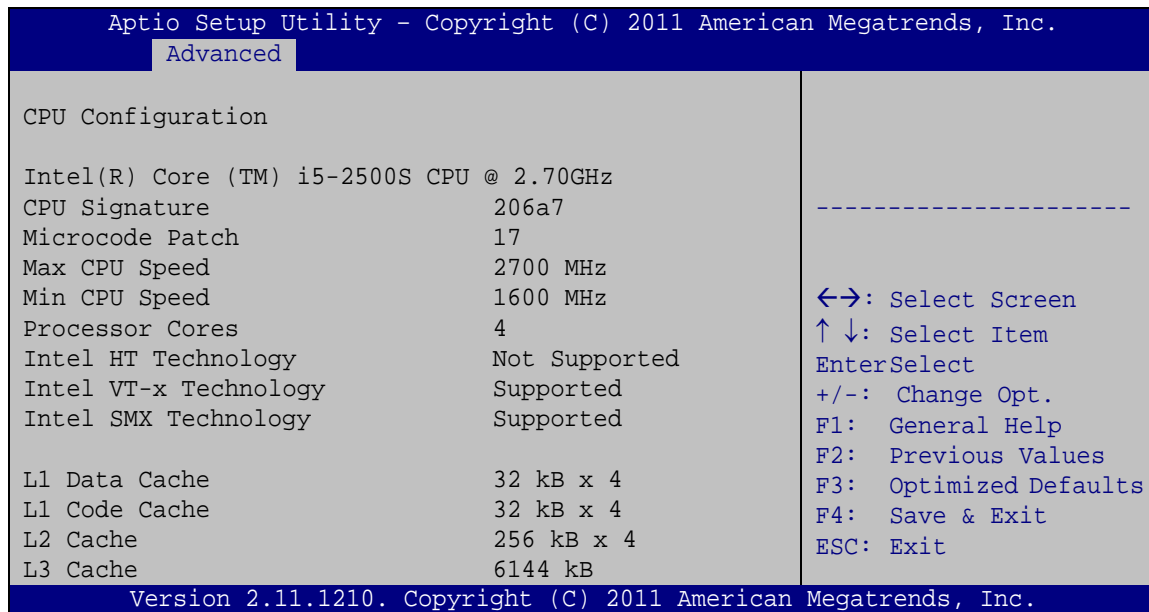 Aptio Setup Utility – Copyright (C) 2011 American Megatrends, Inc.
Advanced
CPU Configuration
Intel(R) Core (TM) i5-2500S CPU @ 2.70GHz
CPU Signature 206a7
Microcode Patch 17
Max CPU Speed 2700 MHz
Min CPU Speed 1600 MHz
Processor Cores 4
Intel HT Technology Not Supported
Intel VT-x Technology Supported
Intel SMX Technology Supported
L1 Data Cache 32 kB x 4
L1 Code Cache 32 kB x 4
L2 Cache 256 kB x 4
L3 Cache 6144 kB
----------------------
←→: Select Screen
↑ ↓: Select Item
EnterSelect
+/-: Change Opt.
F1: General Help
F2: Previous Values
F3: Optimized Defaults
F4: Save & Exit
ESC: Exit
Version 2.11.1210. Copyright (C) 2011 American Megatrends, Inc.